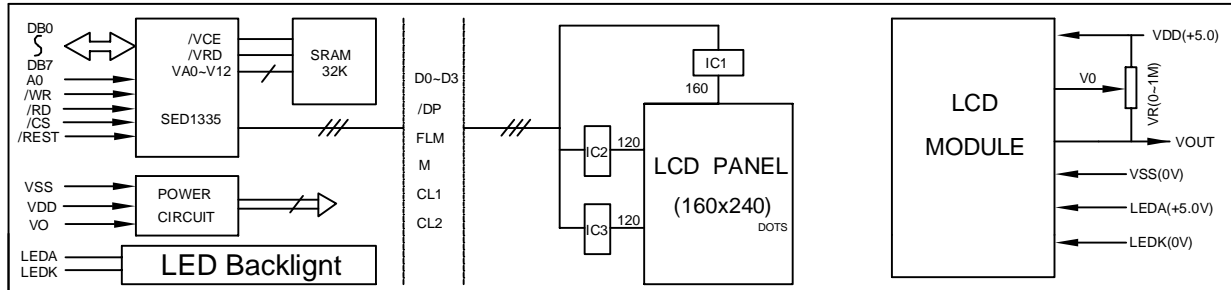 DB0
DB7
A0
/WR
/RD
/CS
/REST
/VCE
/VRD
VA0~V12
SED1335
SRAM
32K
VSS
VDD
VO
POWER
CIRCUIT
LEDA
LEDK
LED Backlignt
D0~D3
/DP
FLM
M
CL1
CL2
IC1
160
IC2
120
IC3
120
LCD PANEL
(160x240)
DOTS
LCD
MODULE
VDD(+5.0)
V0
VR(0~1M)
VOUT
VSS(0V)
LEDA(+5.0V)
LEDK(0V)